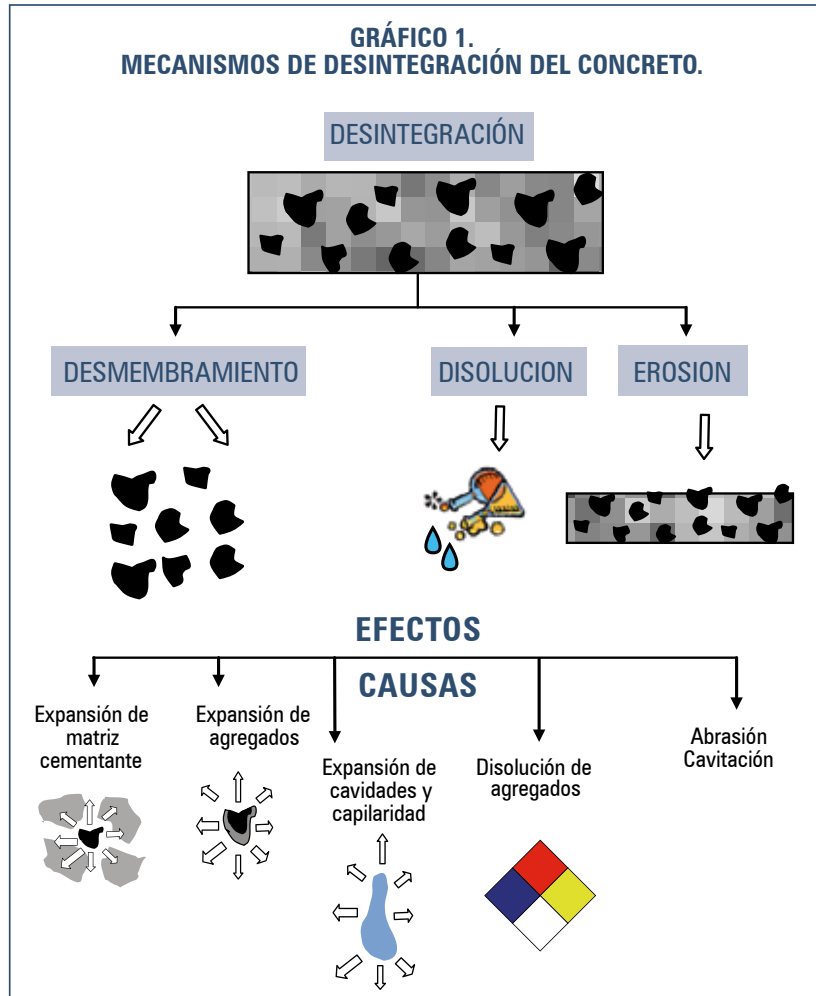 GRÁFICO 1.
MECANISMOS DE DESINTEGRACIÓN DEL CONCRETO.
DESINTEGRACIÓN
DESMEMBRAMIENTO
DISOLUCION
EROSION
EFECTOS
CAUSAS
Expansión de
matriz
cementante
Expansión de
agregados
Expansión de
cavidades y
capilaridad
Disolución de
agregados
Abrasión
Cavitación